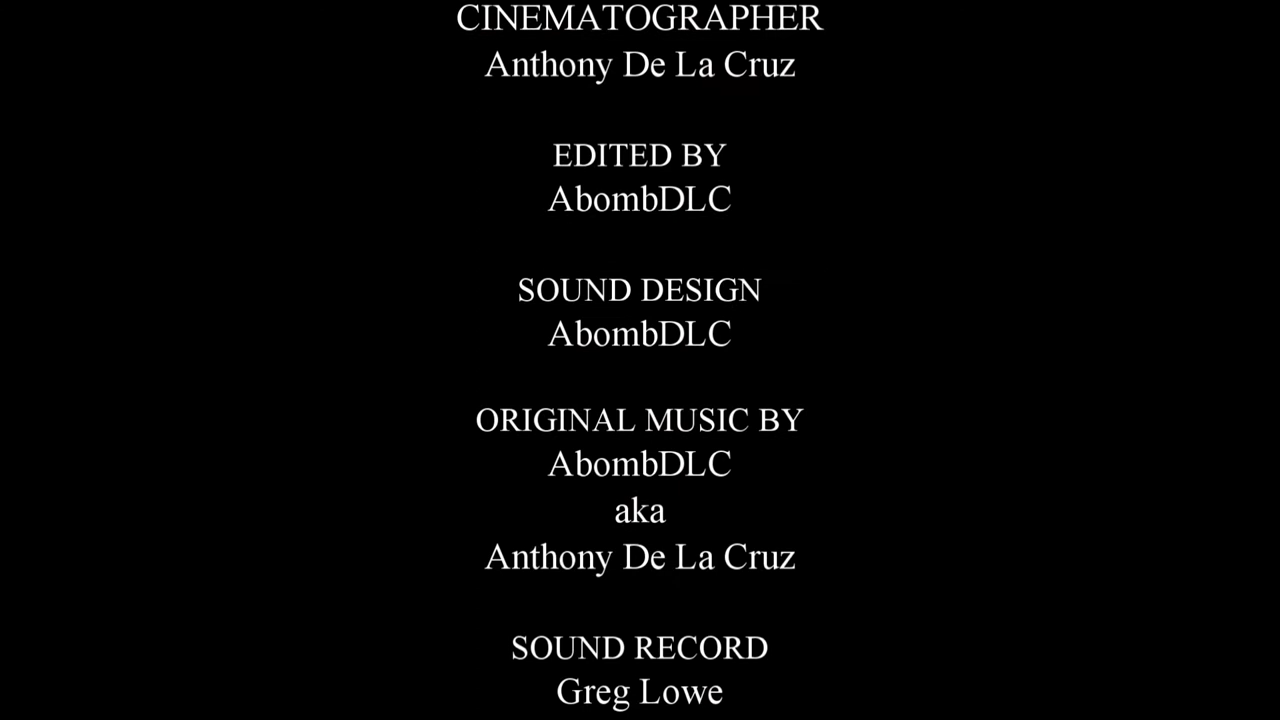 CINEMATOGRAPHER
Anthony De La Cruz
EDITED BY
AbombDLC
SOUND DESIGN
AbombDLC
ORIGINAL MUSIC BY
AbombDLC
aka
Anthony De La Cruz
SOUND RECORD
Greg Lowe